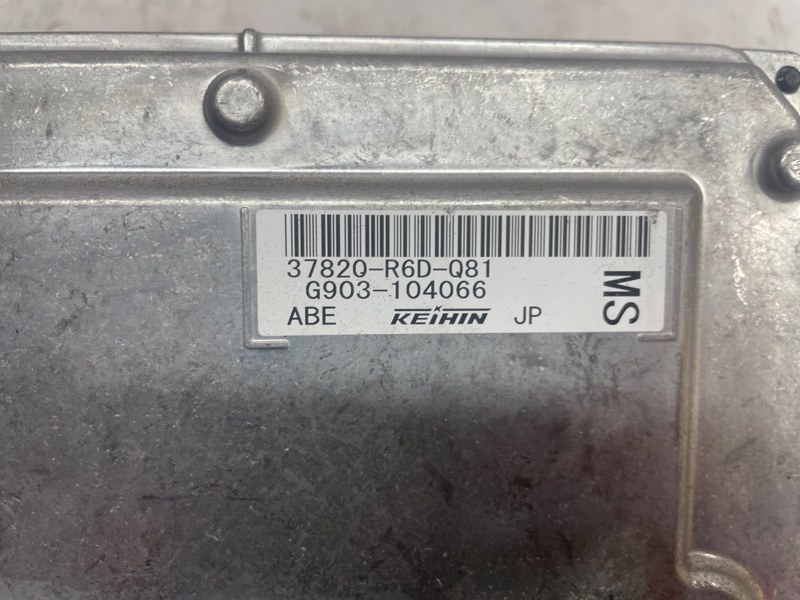 37820-R6D-Q81
G903-104066
ABE KEIHIN JP
MS